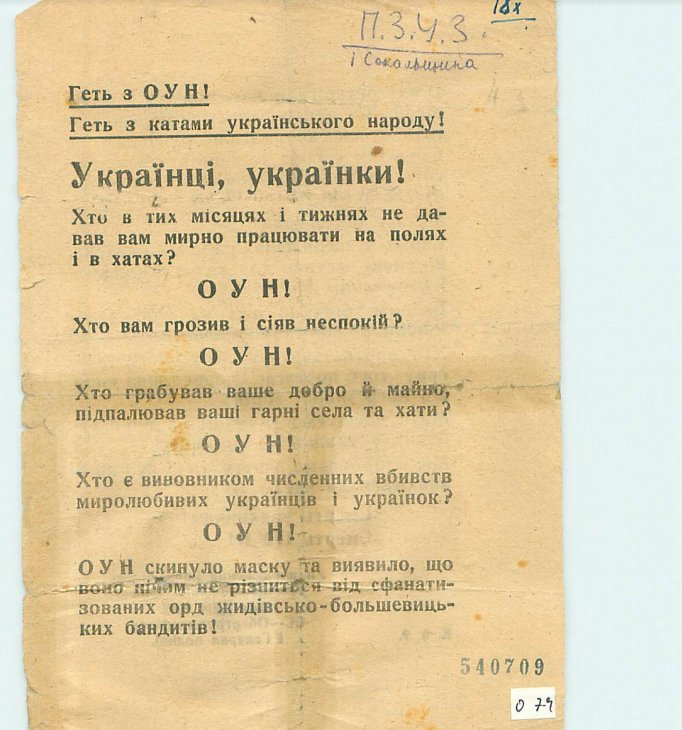 18х
П.З.У.З.
і Сокальщина
Геть з ОУН!
Геть з катами українського народу!
Українці, українки!
Хто в тих місяцях і тижнях не да-
вав вам мирно працювати на полях
і в хатах?
ОУН!
Хто вам грозив і сіяв неспокій?
ОУН!
Хто грабував ваше добро й майно,
підпалював ваші гарні села та хати?
ОУН!
Хто є виновником численних вбивств
миролюбивих українців і українок?
ОУН!
ОУН скинуло маску та виявило, що
воно нічим не різниться від сфанати-
зованих орд жидівсько-большевиць-
ких бандитів!
540709
О 74